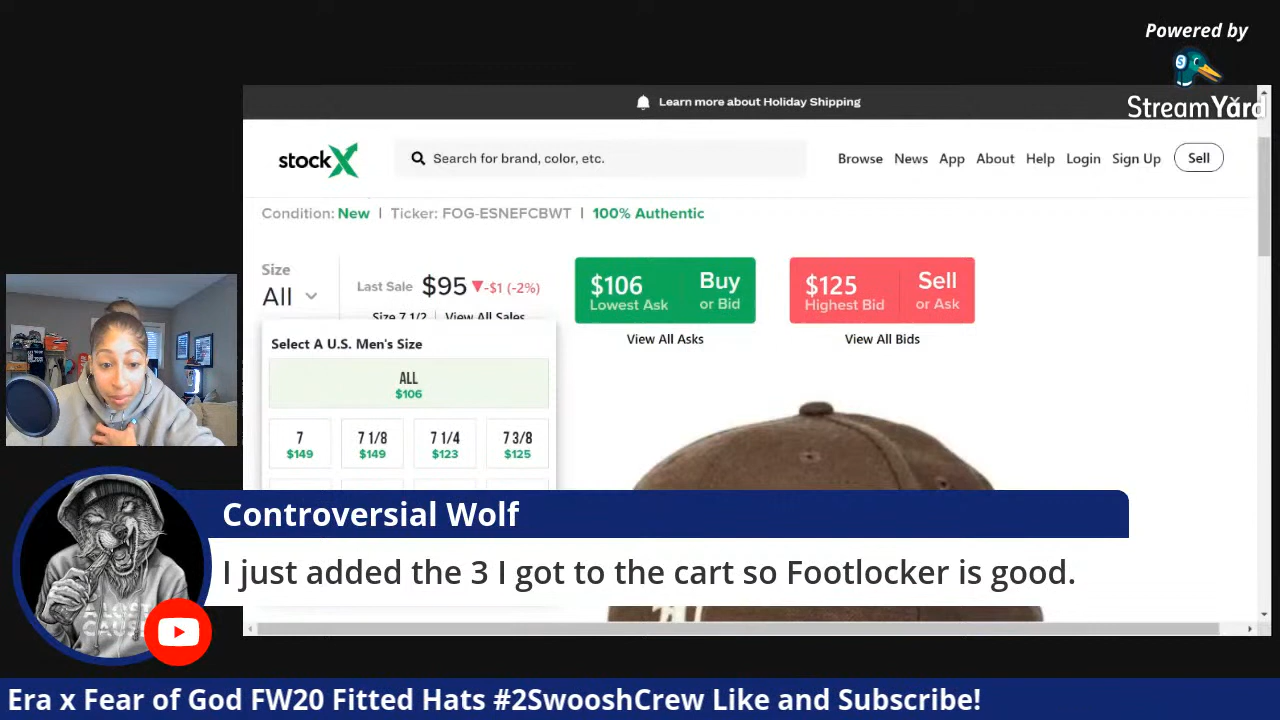 Powered by
StreamYard
Learn more about Holiday Shipping
stockX
Search for brand, color, etc.
Browse News App About Help Login Sign Up Sell
Condition: New | Ticker: FOG-ESNEFCBWT | 100% Authentic
Size
All
Last Sale $95 ▼-$1 (-2%)
Size 7 1/2 | View All Sales
$106 Buy
Lowest Ask or Bid
$125 Sell
Highest Bid or Ask
View All Asks
View All Bids
Select A U.S. Men's Size
ALL
$106
7 7 1/8 7 1/4 7 3/8
$149 $149 $123 $125
A LOST
CAUSE
Controversial Wolf
I just added the 3 I got to the cart so Footlocker is good.
Era x Fear of God FW20 Fitted Hats #2SwooshCrew Like and Subscribe!